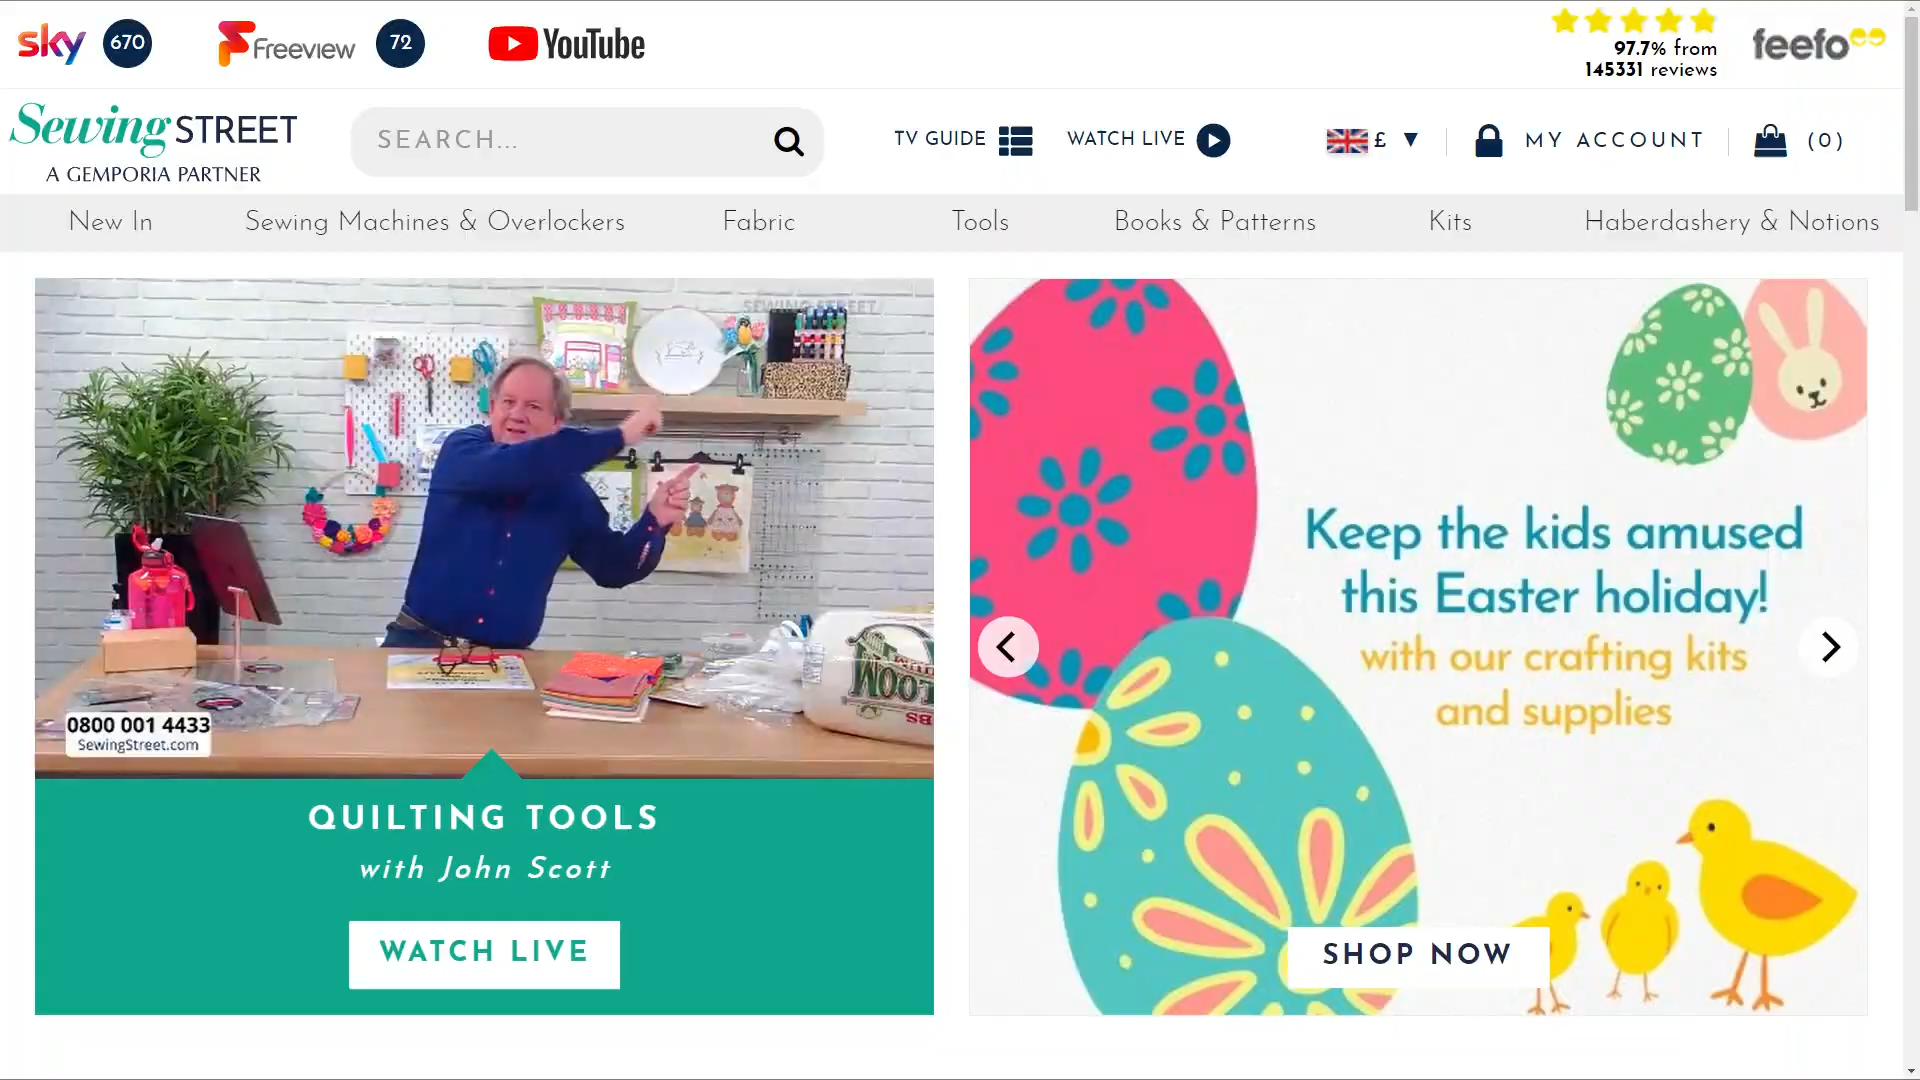 sky 670 Freeview 72 YouTube
97.7% from
145331 reviews
feefo
Sewing STREET
A GEMPORIA PARTNER
SEARCH...
TV GUIDE
WATCH LIVE
£
MY ACCOUNT
(0)
New In
Sewing Machines & Overlockers
Fabric
Tools
Books & Patterns
Kits
Haberdashery & Notions
SEWING STREET
0800 001 4433
SewingStreet.com
QUILTING TOOLS
with John Scott
WATCH LIVE
Keep the kids amused
this Easter holiday!
with our crafting kits
and supplies
SHOP NOW